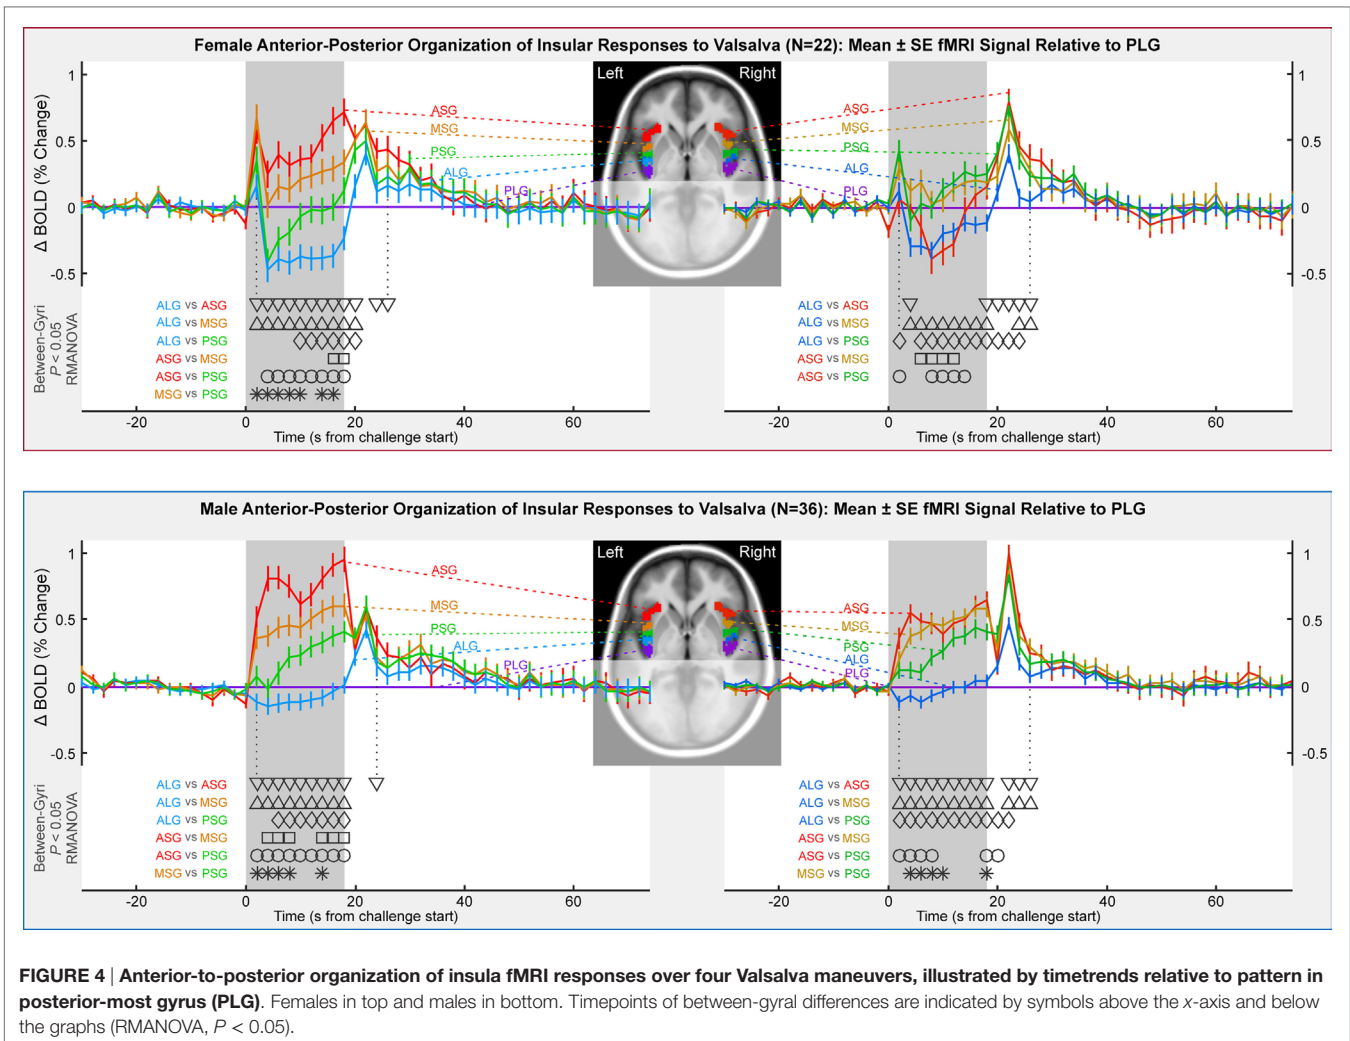 Female Anterior-Posterior Organization of Insular Responses to Valsalva (N=22): Mean ± SE fMRI Signal Relative to PLG
Left Right
Δ BOLD (% Change)
1
0.5
0
-0.5
ASG
MSG
PSG
ALG
PLG
ASG
MSG
PSG
ALG
PLG
1
0.5
0
-0.5
Between-Gyri
P < 0.05
RMANOVA
ALG vs ASG
ALG vs MSG
ALG vs PSG
ASG vs MSG
ASG vs PSG
MSG vs PSG
ALG vs ASG
ALG vs MSG
ALG vs PSG
ASG vs MSG
ASG vs PSG
-20 0 20 40 60
Time (s from challenge start)
-20 0 20 40 60
Time (s from challenge start)
Male Anterior-Posterior Organization of Insular Responses to Valsalva (N=36): Mean ± SE fMRI Signal Relative to PLG
Left Right
Δ BOLD (% Change)
1
0.5
0
-0.5
ASG
MSG
PSG
ALG
PLG
ASG
MSG
PSG
ALG
PLG
1
0.5
0
-0.5
Between-Gyri
P < 0.05
RMANOVA
ALG vs ASG
ALG vs MSG
ALG vs PSG
ASG vs MSG
ASG vs PSG
MSG vs PSG
ALG vs ASG
ALG vs MSG
ALG vs PSG
ASG vs MSG
ASG vs PSG
MSG vs PSG
-20 0 20 40 60
Time (s from challenge start)
-20 0 20 40 60
Time (s from challenge start)
FIGURE 4 | Anterior-to-posterior organization of insula fMRI responses over four Valsalva maneuvers, illustrated by timetrends relative to pattern in
posterior-most gyrus (PLG). Females in top and males in bottom. Timepoints of between-gyral differences are indicated by symbols above the x-axis and below
the graphs (RMANOVA, P < 0.05).